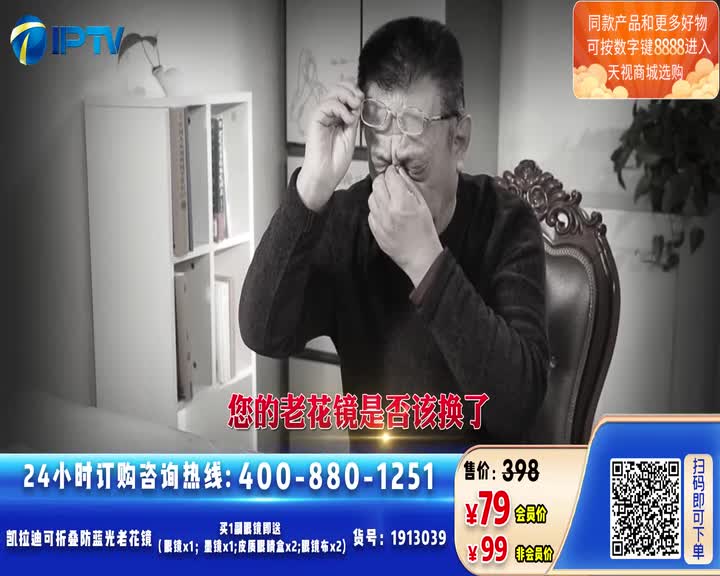 IPTV
同款产品和更多好物
可按数字键8888进入
天视商城选购
您的老花镜是否该换了
24小时订购咨询热线:400-880-1251
凯拉迪可折叠防蓝光老花镜
买1副眼镜即送
(眼镜x1;墨镜x1;皮质眼镜盒x2;眼镜布x2)
货号:1913039
售价:398
¥79会员价
¥99非会员价
扫码即可下单